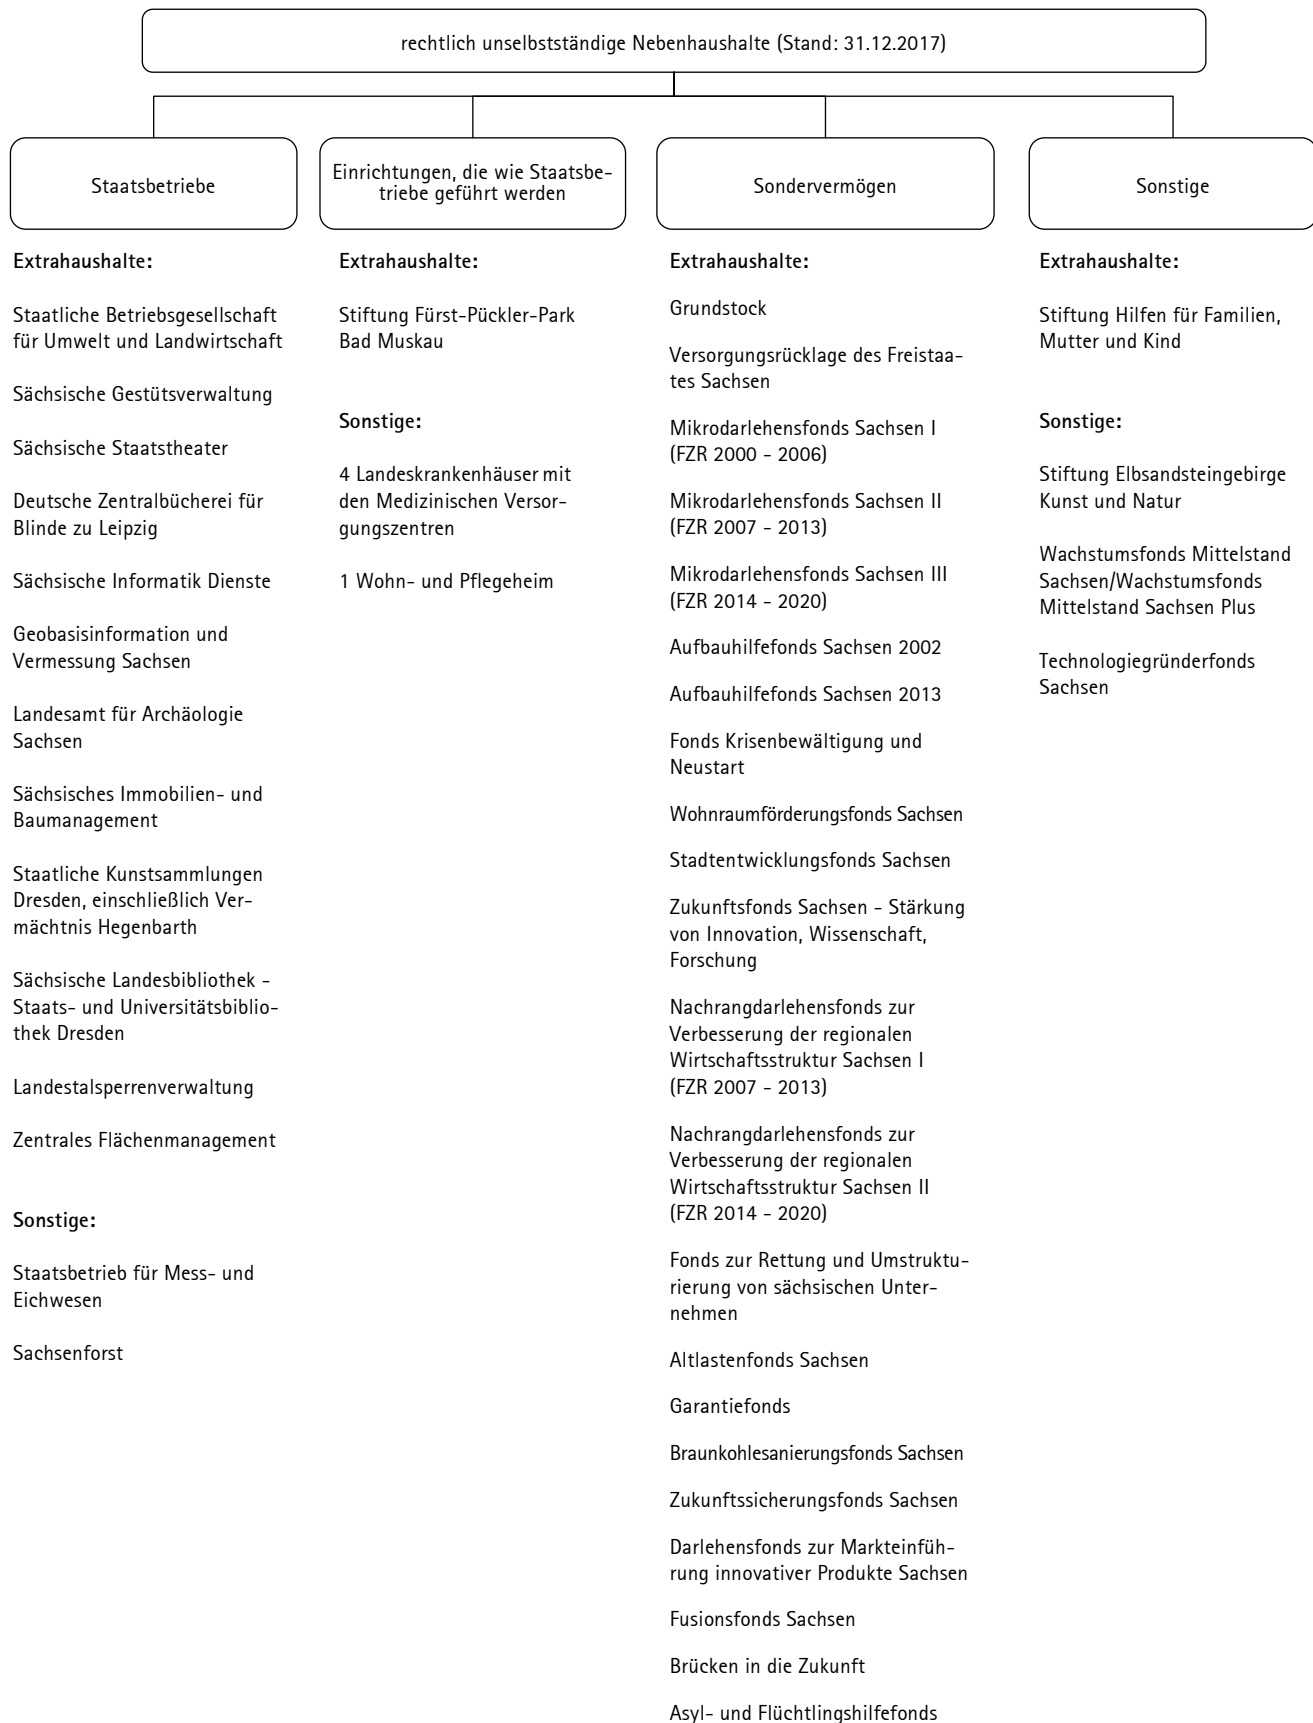 rechtlich unselbstständige Nebenhaushalte (Stand: 31.12.2017)
Staatsbetriebe
Einrichtungen, die wie Staatsbe-
triebe geführt werden
Sondervermögen
Sonstige
Extrahaushalte:
Staatliche Betriebsgesellschaft
für Umwelt und Landwirtschaft
Sächsische Gestütsverwaltung
Sächsische Staatstheater
Deutsche Zentralbücherei für
Blinde zu Leipzig
Sächsische Informatik Dienste
Geobasisinformation und
Vermessung Sachsen
Landesamt für Archäologie
Sachsen
Sächsisches Immobilien- und
Baumanagement
Staatliche Kunstsammlungen
Dresden, einschließlich Ver-
mächtnis Hegenbarth
Sächsische Landesbibliothek -
Staats- und Universitätsbiblio-
thek Dresden
Landestalsperrenverwaltung
Zentrales Flächenmanagement
Sonstige:
Staatsbetrieb für Mess- und
Eichwesen
Sachsenforst
Extrahaushalte:
Stiftung Fürst-Pückler-Park
Bad Muskau
Sonstige:
4 Landeskrankenhäuser mit
den Medizinischen Versor-
gungszentren
1 Wohn- und Pflegeheim
Extrahaushalte:
Grundstock
Versorgungsrücklage des Freistaa-
tes Sachsen
Mikrodarlehensfonds Sachsen I
(FZR 2000 - 2006)
Mikrodarlehensfonds Sachsen II
(FZR 2007 - 2013)
Mikrodarlehensfonds Sachsen III
(FZR 2014 - 2020)
Aufbauhilfefonds Sachsen 2002
Aufbauhilfefonds Sachsen 2013
Fonds Krisenbewältigung und
Neustart
Wohnraumförderungsfonds Sachsen
Stadtentwicklungsfonds Sachsen
Zukunftsfonds Sachsen - Stärkung
von Innovation, Wissenschaft,
Forschung
Nachrangdarlehensfonds zur
Verbesserung der regionalen
Wirtschaftsstruktur Sachsen I
(FZR 2007 - 2013)
Nachrangdarlehensfonds zur
Verbesserung der regionalen
Wirtschaftsstruktur Sachsen II
(FZR 2014 - 2020)
Fonds zur Rettung und Umstruktu-
rierung von sächsischen Unter-
nehmen
Altlastenfonds Sachsen
Garantiefonds
Braunkohlesanierungsfonds Sachsen
Zukunftssicherungsfonds Sachsen
Darlehensfonds zur Markteinfüh-
rung innovativer Produkte Sachsen
Fusionsfonds Sachsen
Brücken in die Zukunft
Asyl- und Flüchtlingshilfefonds
Extrahaushalte:
Stiftung Hilfen für Familien,
Mutter und Kind
Sonstige:
Stiftung Elbsandsteingebirge
Kunst und Natur
Wachstumsfonds Mittelstand
Sachsen/Wachstumsfonds
Mittelstand Sachsen Plus
Technologiegründerfonds
Sachsen